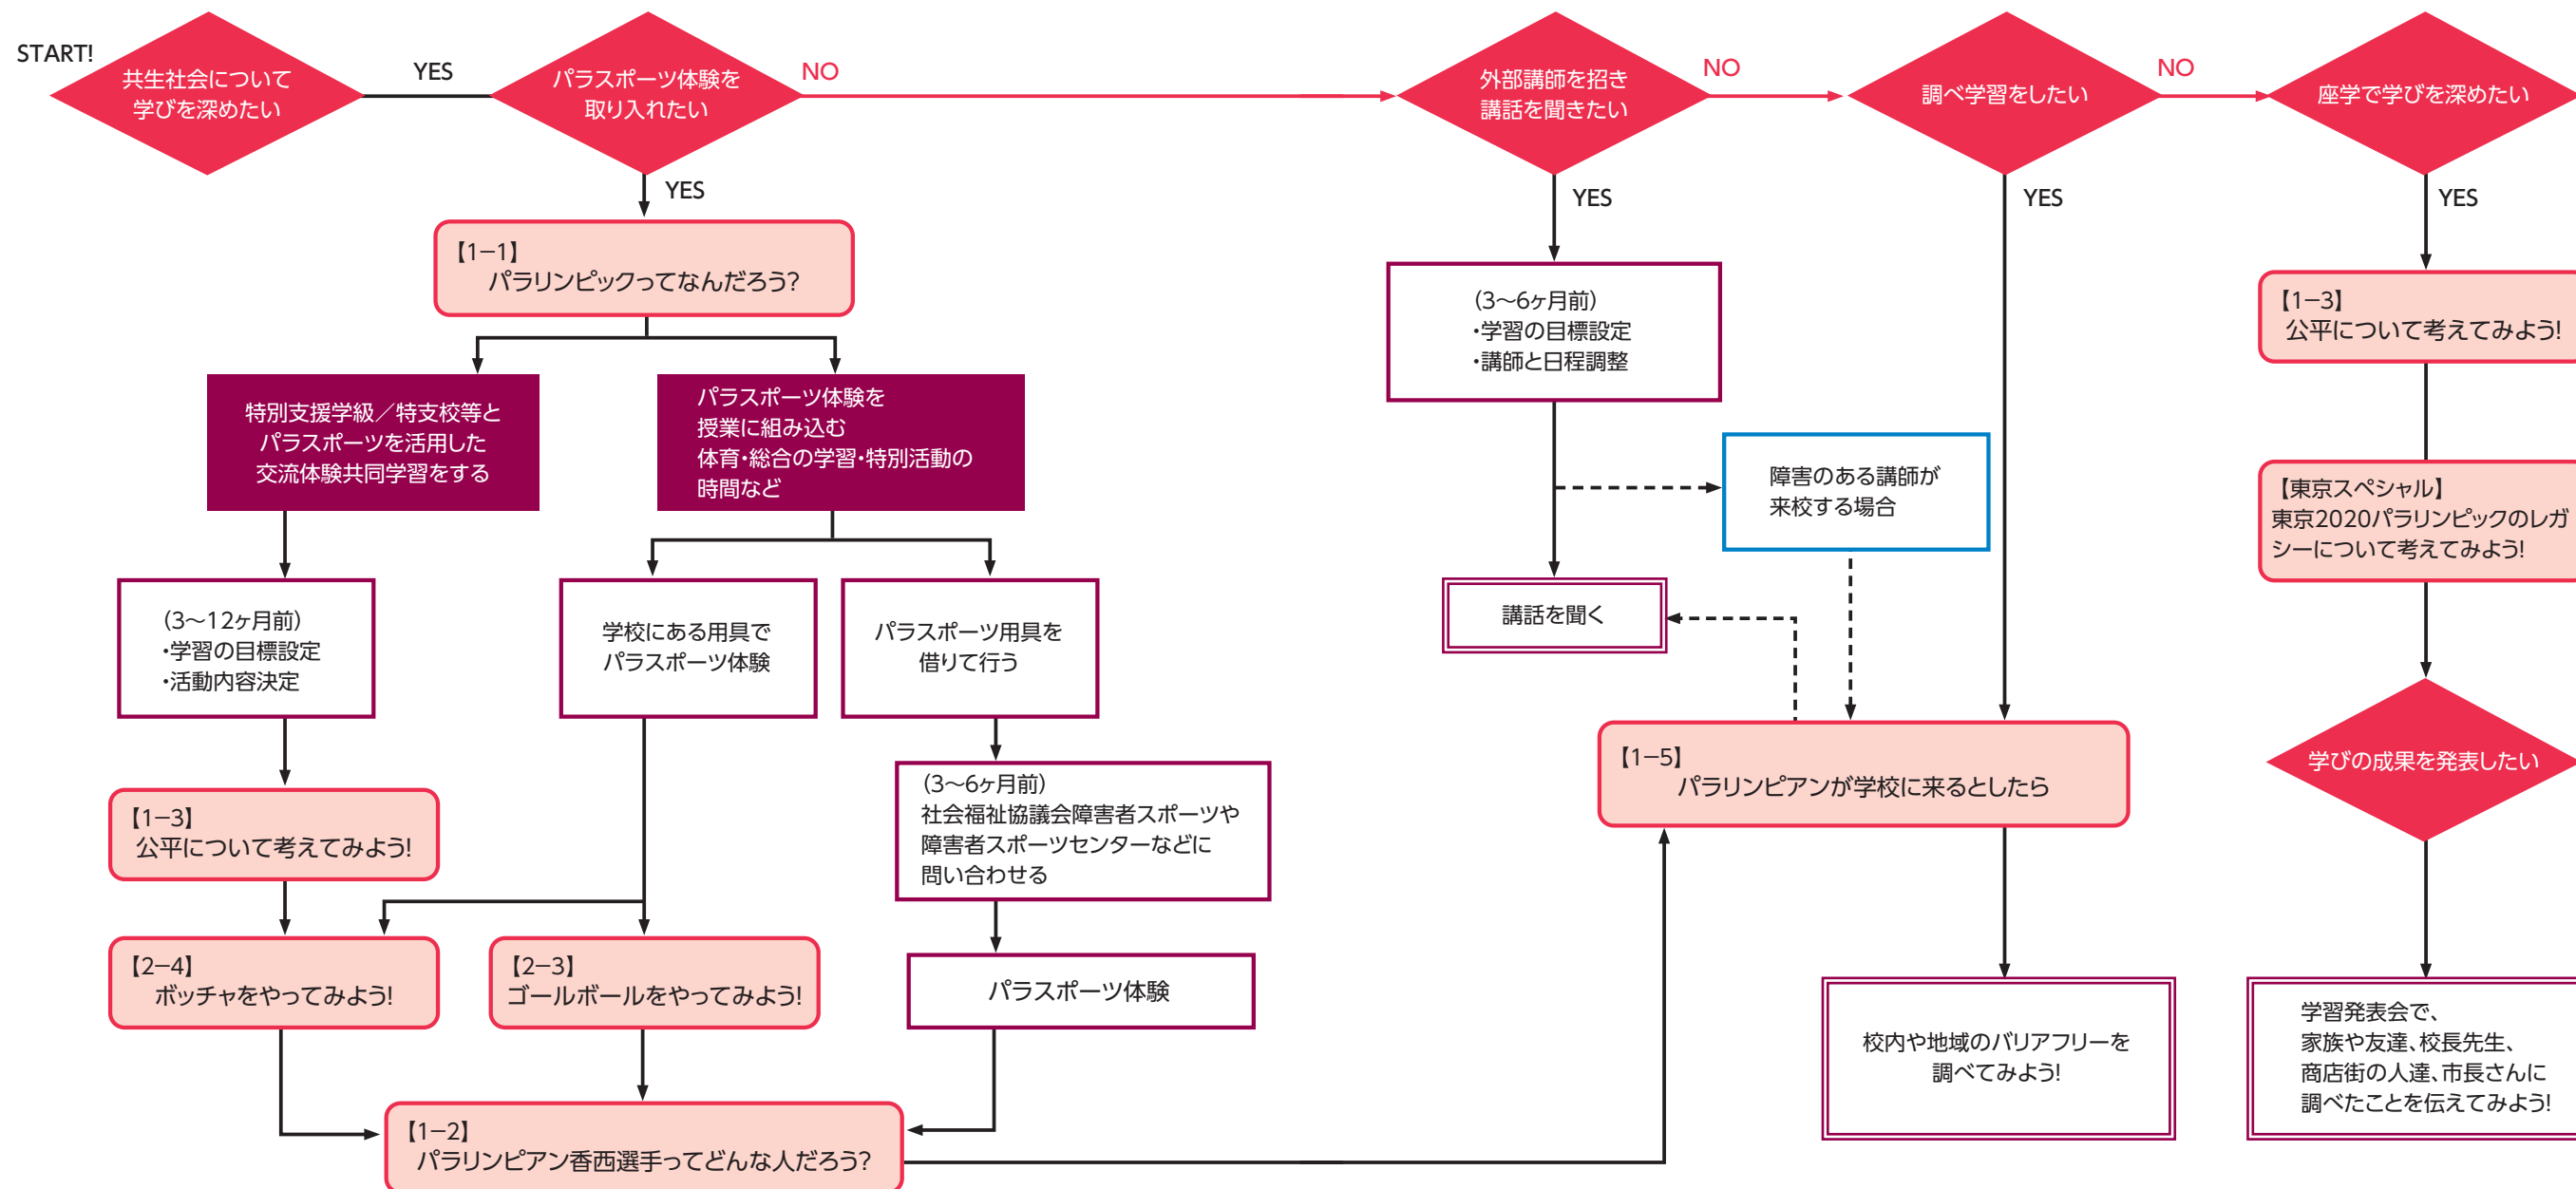 START!
共生社会について
学びを深めたい
YES
パラスポーツ体験を
取り入れたい
NO
外部講師を招き
講話を聞きたい
NO
調べ学習をしたい
NO
座学で学びを深めたい
YES
YES
YES
YES
【1−1】
パラリンピックってなんだろう?
特別支援学級／特支校等と
パラスポーツを活用した
交流体験共同学習をする
パラスポーツ体験を
授業に組み込む
体育・総合の学習・特別活動の
時間など
(3〜12ヶ月前)
・学習の目標設定
・活動内容決定
学校にある用具で
パラスポーツ体験
パラスポーツ用具を
借りて行う
(3〜6ヶ月前)
社会福祉協議会障害者スポーツや
障害者スポーツセンターなどに
問い合わせる
【1−3】
公平について考えてみよう!
【2−4】
ボッチャをやってみよう!
【2−3】
ゴールボールをやってみよう!
パラスポーツ体験
【1−2】
パラリンピアン香西選手ってどんな人だろう?
(3〜6ヶ月前)
・学習の目標設定
・講師と日程調整
障害のある講師が
来校する場合
講話を聞く
【1−5】
パラリンピアンが学校に来るとしたら
校内や地域のバリアフリーを
調べてみよう!
【1−3】
公平について考えてみよう!
【東京スペシャル】
東京2020パラリンピックのレガ
シーについて考えてみよう!
学びの成果を発表したい
学習発表会で、
家族や友達、校長先生、
商店街の人達、市長さんに
調べたことを伝えてみよう!